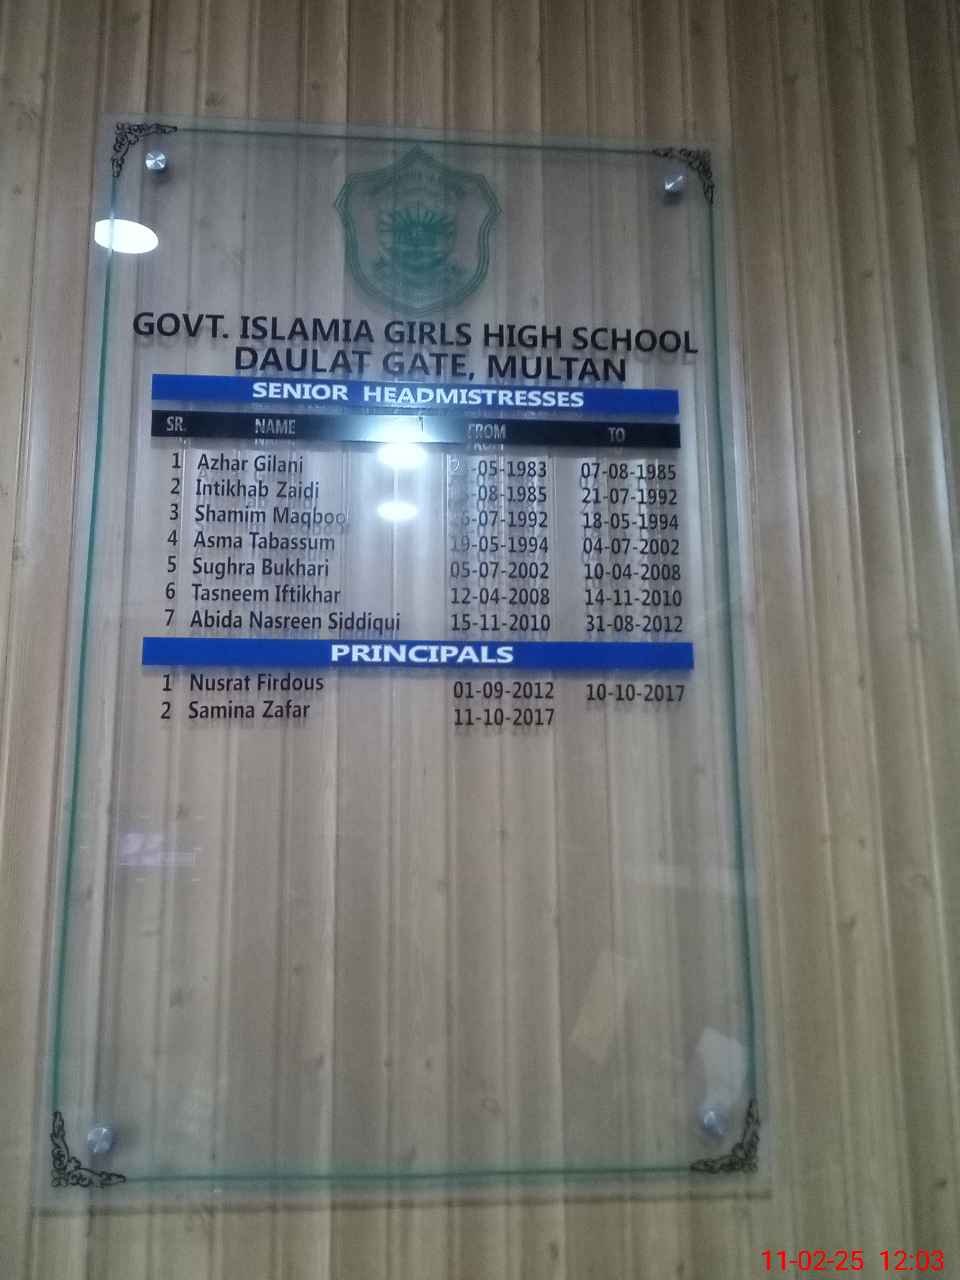 GOVT. ISLAMIA GIRLS HIGH SCHOOL
DAULAT GATE, MULTAN
SENIOR HEADMISTRESSES
SR. NAME FROM TO
1 Azhar Gilani 07-08-1985
2 Intikhab Zaidi 21-07-1992
3 Shamim Maqbool 18-05-1994
4 Asma Tabassum 19-05-1994 04-07-2002
5 Sughra Bukhari 05-07-2002 10-04-2008
6 Tasneem Iftikhar 12-04-2008 14-11-2010
7 Abida Nasreen Siddiqui 15-11-2010 31-08-2012
PRINCIPALS
1 Nusrat Firdous 01-09-2012 10-10-2017
2 Samina Zafar 11-10-2017
11-02-25 12:03